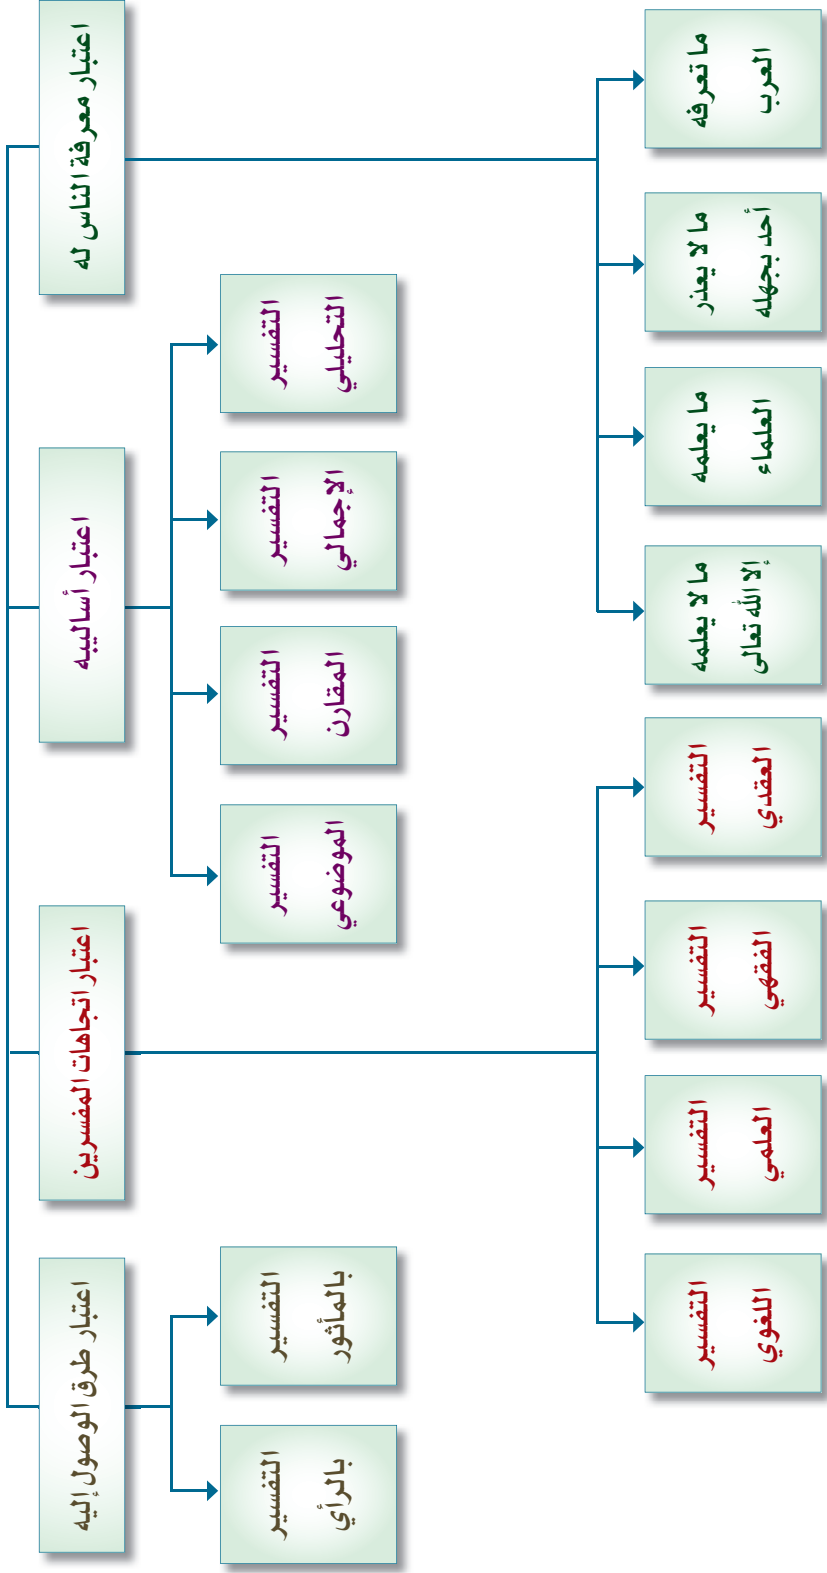 اعتبار معرفة الناس له
اعتبار أساليبه
اعتبار اتجاهات المفسرين
اعتبار طرق الوصول إليه
التفسير
التحليلي
التفسير
الإجمالي
التفسير
المقارن
التفسير
الموضوعي
التفسير
بالمأثور
التفسير
بالرأي
ما تعرفه
العرب
ما لا يعذر
أحد بجهله
ما يعلمه
العلماء
ما لا يعلمه
إلا الله تعالى
التفسير
العقدي
التفسير
الفقهي
التفسير
العلمي
التفسير
اللغوي